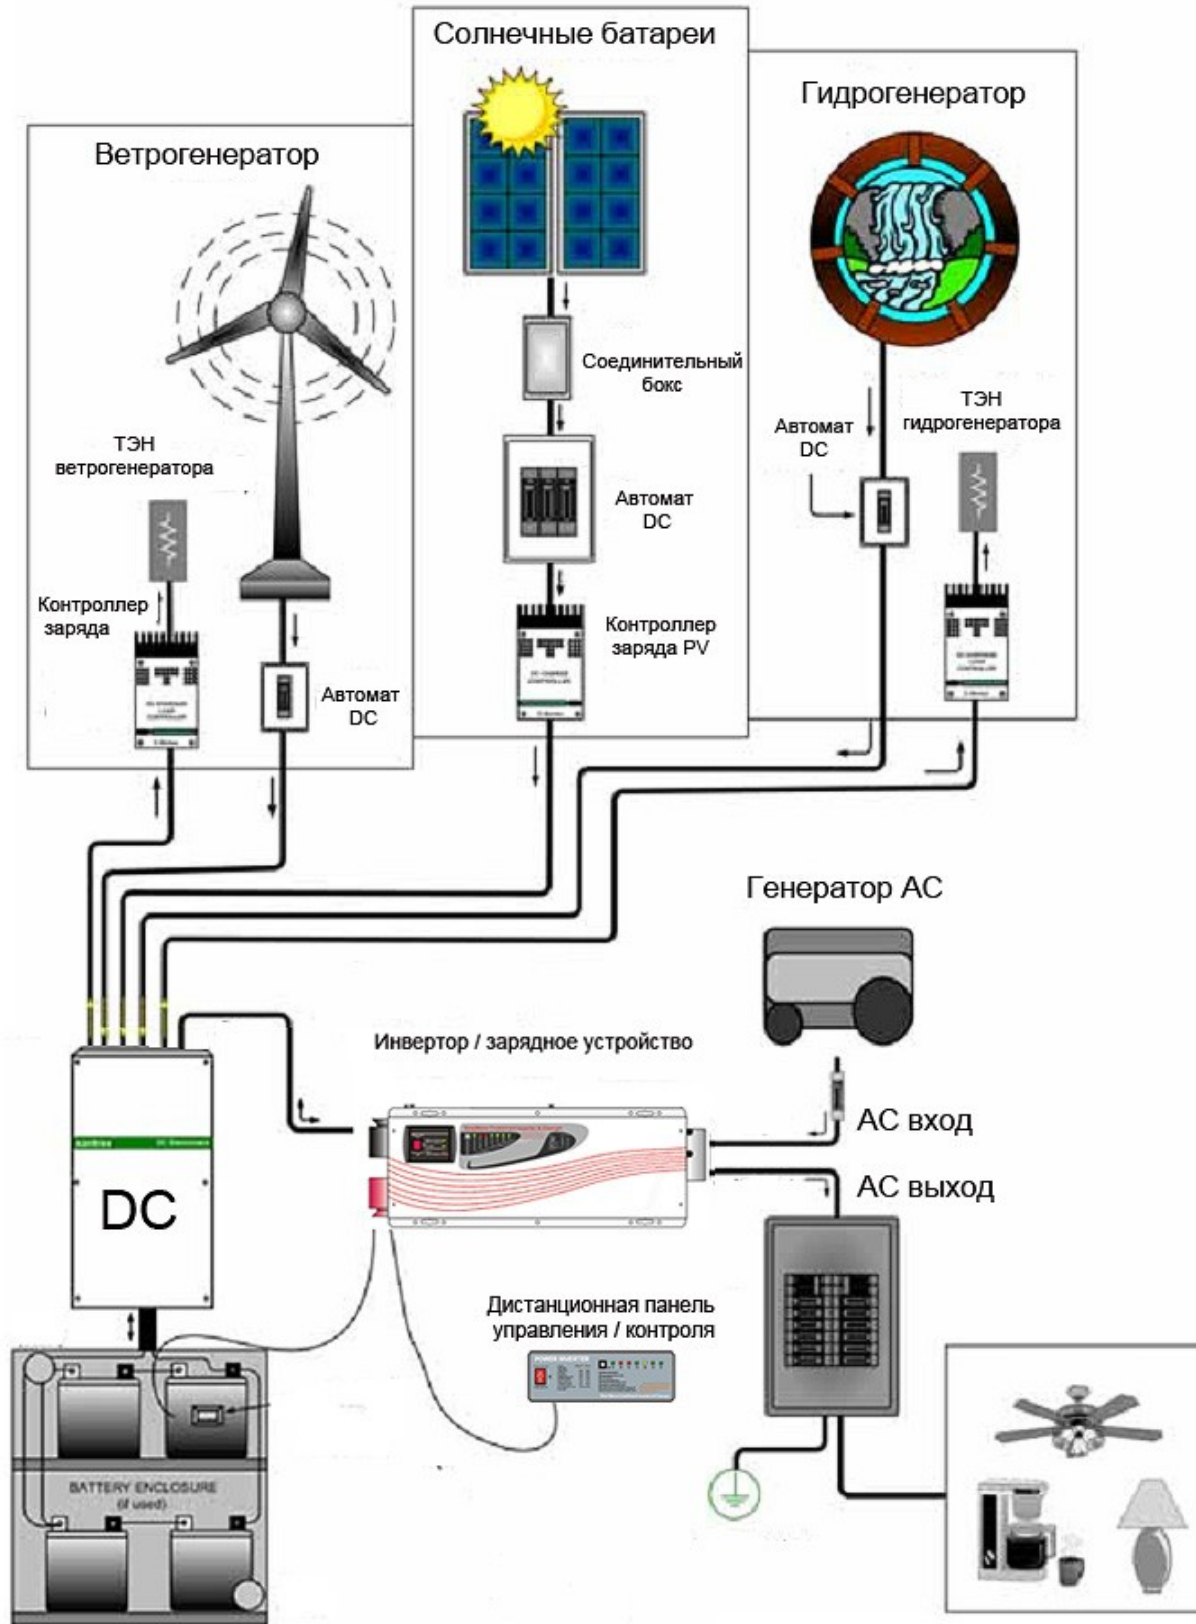 Солнечные батареи
Гидрогенератор
Ветрогенератор
Соединительный
бокс
ТЭН
гидрогенератора
Автомат
DC
ТЭН
ветрогенератора
Автомат
DC
Контроллер
заряда
Контроллер
заряда PV
Автомат
DC
Генератор АС
Инвертор / зарядное устройство
АС вход
АС выход
DC
Дистанционная панель
управления / контроля
POWER INVERTER
BATTERY ENCLOSURE
(if used)